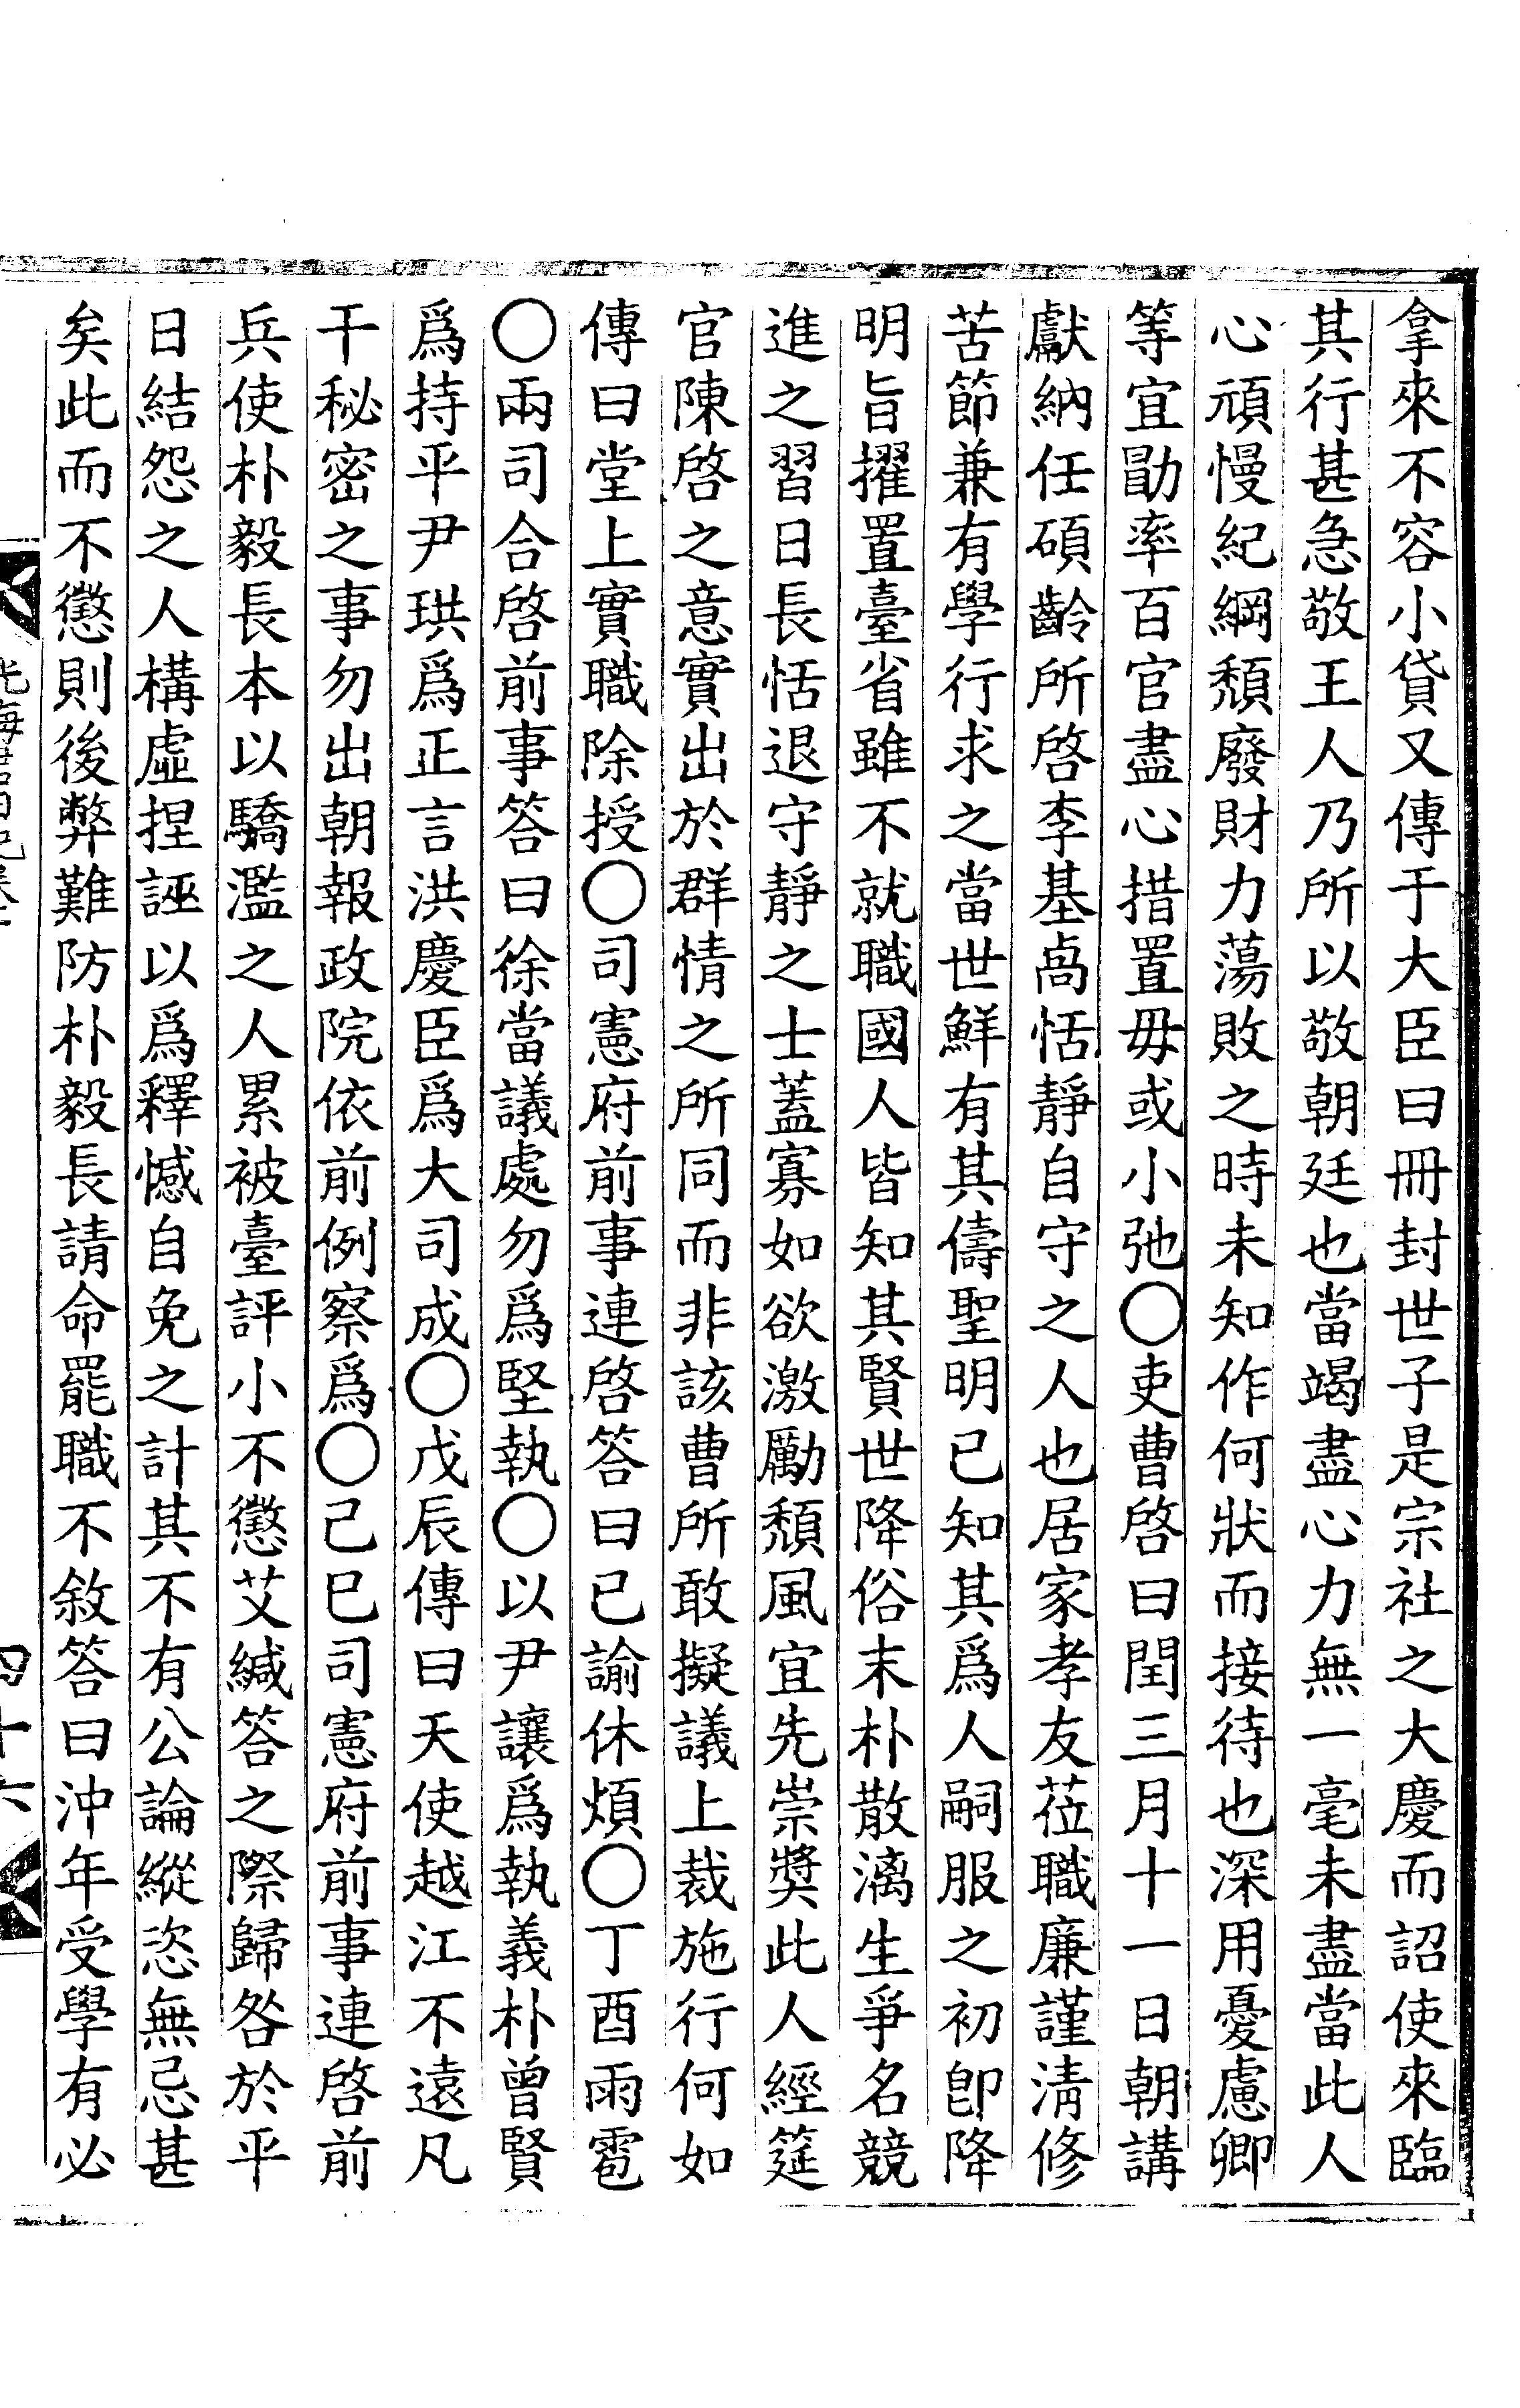 拿來不容小貸又傳于大臣曰冊封世子是宗社之大慶而詔使來臨
其行甚急敬王人乃所以敬朝廷也當竭盡心力無一毫未盡當此人
心頑慢紀綱頹廢財力蕩敗之時未知作何狀而接待也深用憂慮卿
等宜勖率百官盡心措置毋或小弛〇吏曹啓曰閏三月十一日朝講
獻納任碩齡所啓李基卨恬靜自守之人也居家孝友莅職廉謹淸修
苦節兼有學行求之當世鮮有其儔聖明已知其爲人嗣服之初卽降
明旨擢置臺省雖不就職國人皆知其賢世降俗末朴散漓生爭名競
進之習日長恬退守靜之士蓋寡如欲激勵頹風宜先崇奬此人經筵
官陳啓之意實出於群情之所同而非該曹所敢擬議上裁施行何如
傳曰堂上實職除授〇司憲府前事連啓答曰已諭休煩〇丁酉雨雹
〇兩司合啓前事答曰徐當議處勿爲堅執〇以尹讓爲執義朴曾賢
爲持平尹珙爲正言洪慶臣爲大司成〇戊辰傳曰天使越江不遠凡
干秘密之事勿出朝報政院依前例察爲〇己巳司憲府前事連啓前
兵使朴毅長本以驕濫之人累被臺評小不懲艾緘答之際歸咎於平
日結怨之人構虛捏誣以爲釋憾自免之計其不有公論縱恣無忌甚
矣此而不懲則後弊難防朴毅長請命罷職不敘答曰沖年受學有必
光海君日記卷
四十六